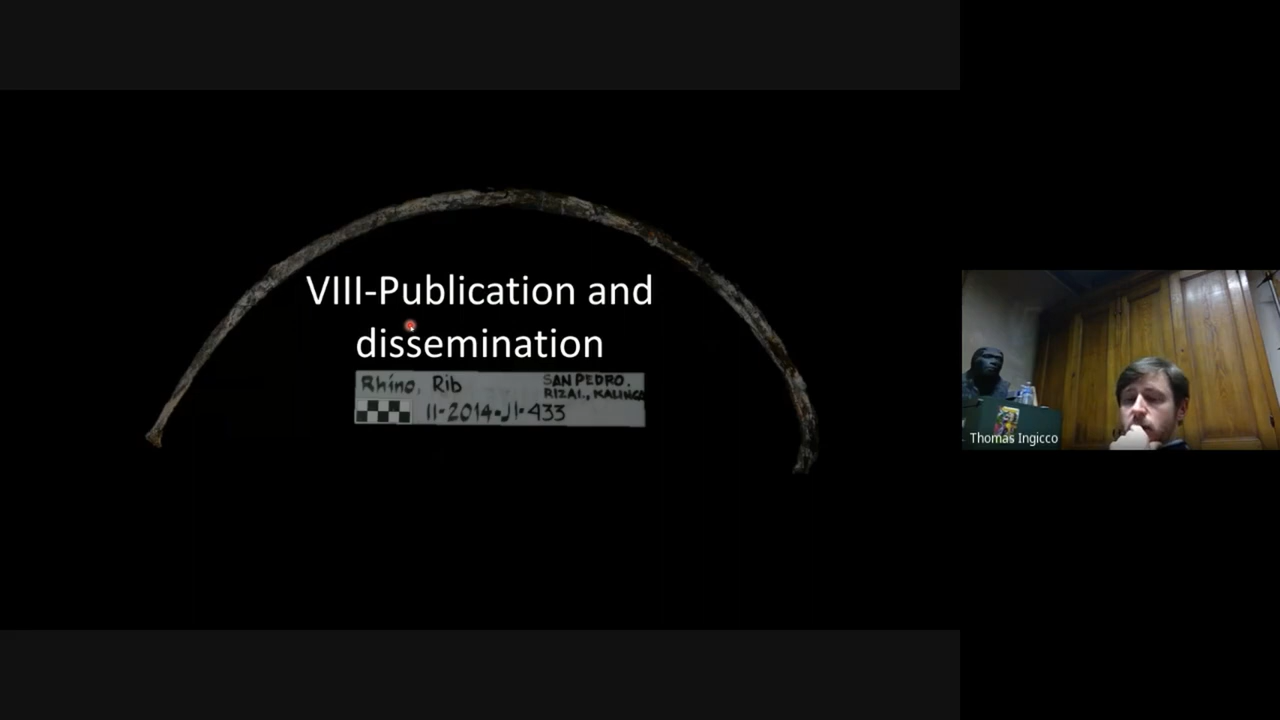 VIII-Publication and
dissemination
Rhino, Rib
SAN PEDRO.
RIZAL, KALINGA
II-2014-J1-433
Thomas Ingicco